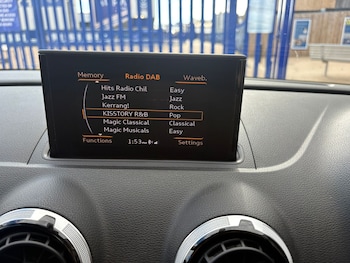 Memory Radio DAB Waveb.
Hits Radio Chil Easy
Jazz FM Jazz
Kerrang! Rock
KISSTORY R&B Pop
Magic Classical Classical
Magic Musicals Easy
Functions 1:53 Settings